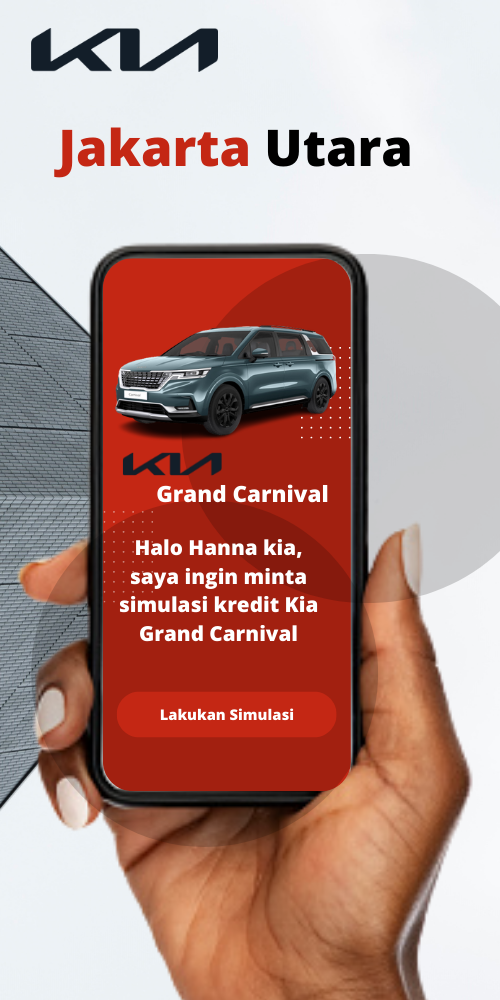 KIA
Jakarta Utara
KIA
Grand Carnival
Halo Hanna kia,
saya ingin minta
simulasi kredit Kia
Grand Carnival
Lakukan Simulasi